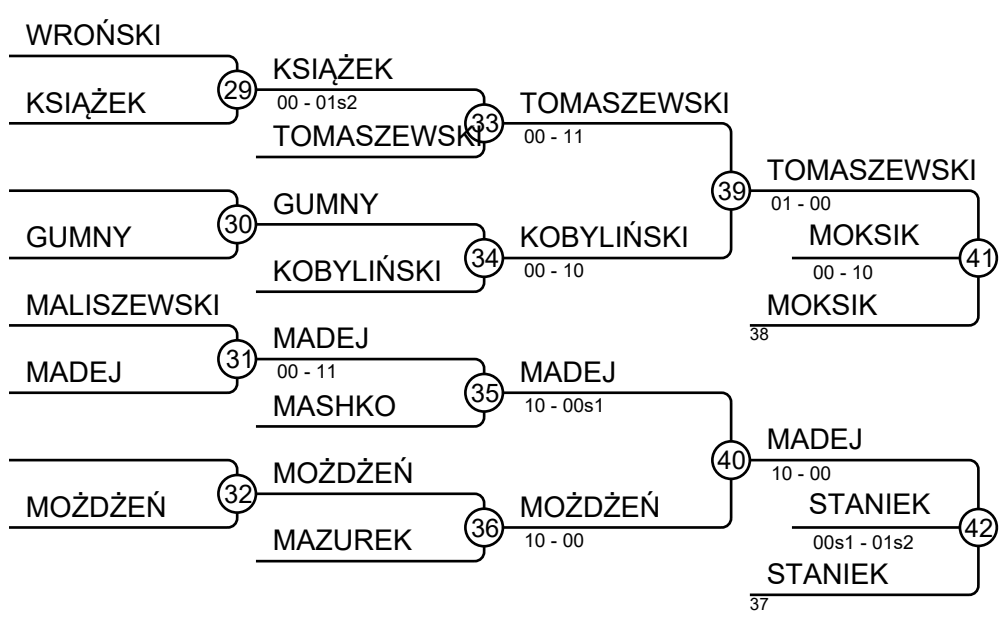 WROŃSKI
KSIĄŻEK
29
KSIĄŻEK
00 - 01s2
TOMASZEWSKI
33
TOMASZEWSKI
00 - 11
GUMNY
30
GUMNY
KOBYLIŃSKI
34
KOBYLIŃSKI
00 - 10
39
TOMASZEWSKI
01 - 00
MOKSIK
00 - 10
41
MOKSIK
38
MALISZEWSKI
MADEJ
31
MADEJ
00 - 11
MASHKO
35
MADEJ
10 - 00s1
MOŻDŻEŃ
32
MOŻDŻEŃ
MAZUREK
36
MOŻDŻEŃ
10 - 00
40
MADEJ
10 - 00
STANIEK
00s1 - 01s2
42
STANIEK
37